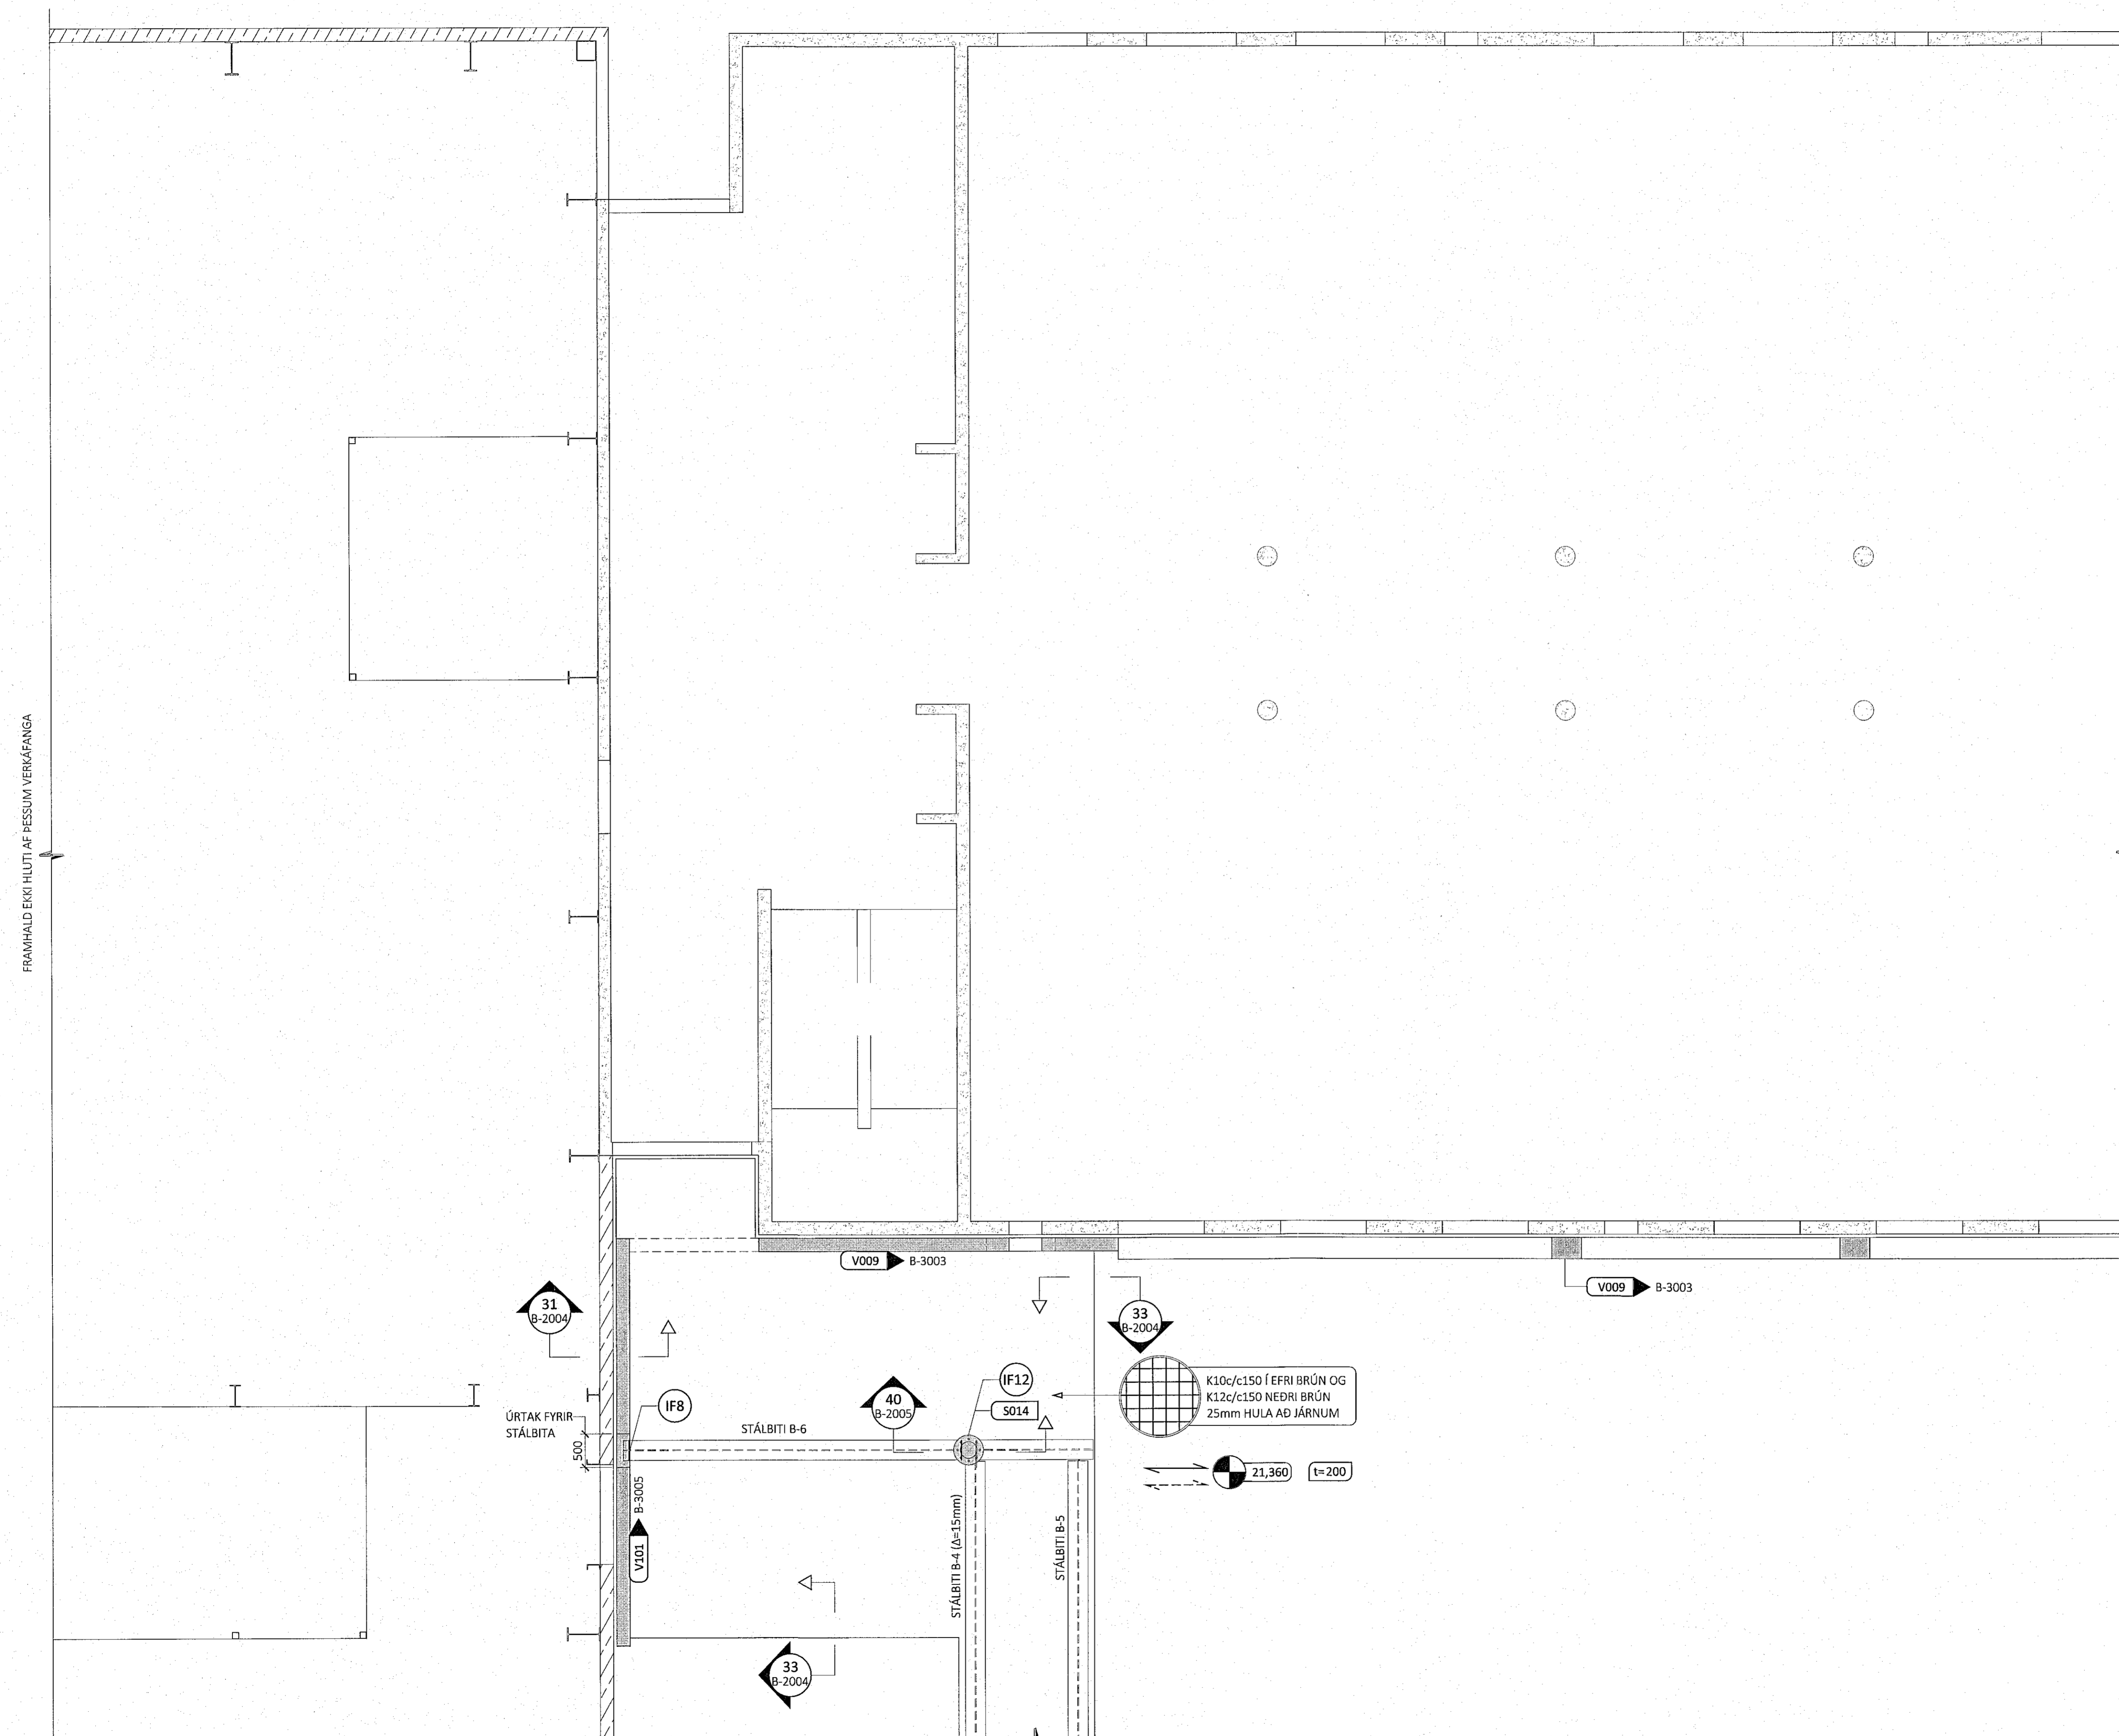 FRAMHALD EKKI HLUTI AF ÞESSUM VERKÁFANGA
V009 B-3003
V009 B-3003
31
B-2004
33
B-2004
IF12
K10c/c150 Í EFRI BRÚN OG
K12c/c150 NEÐRI BRÚN
25mm HULA AÐ JÁRNUM
40
B-2005
S014
IF8
ÚRTAK FYRIR
STÁLBITA
500
STÁLBITI B-6
21,360
t=200
V101 B-3005
STÁLBITI B-4 (Δ=15mm)
STÁLBITI B-5
33
B-2004